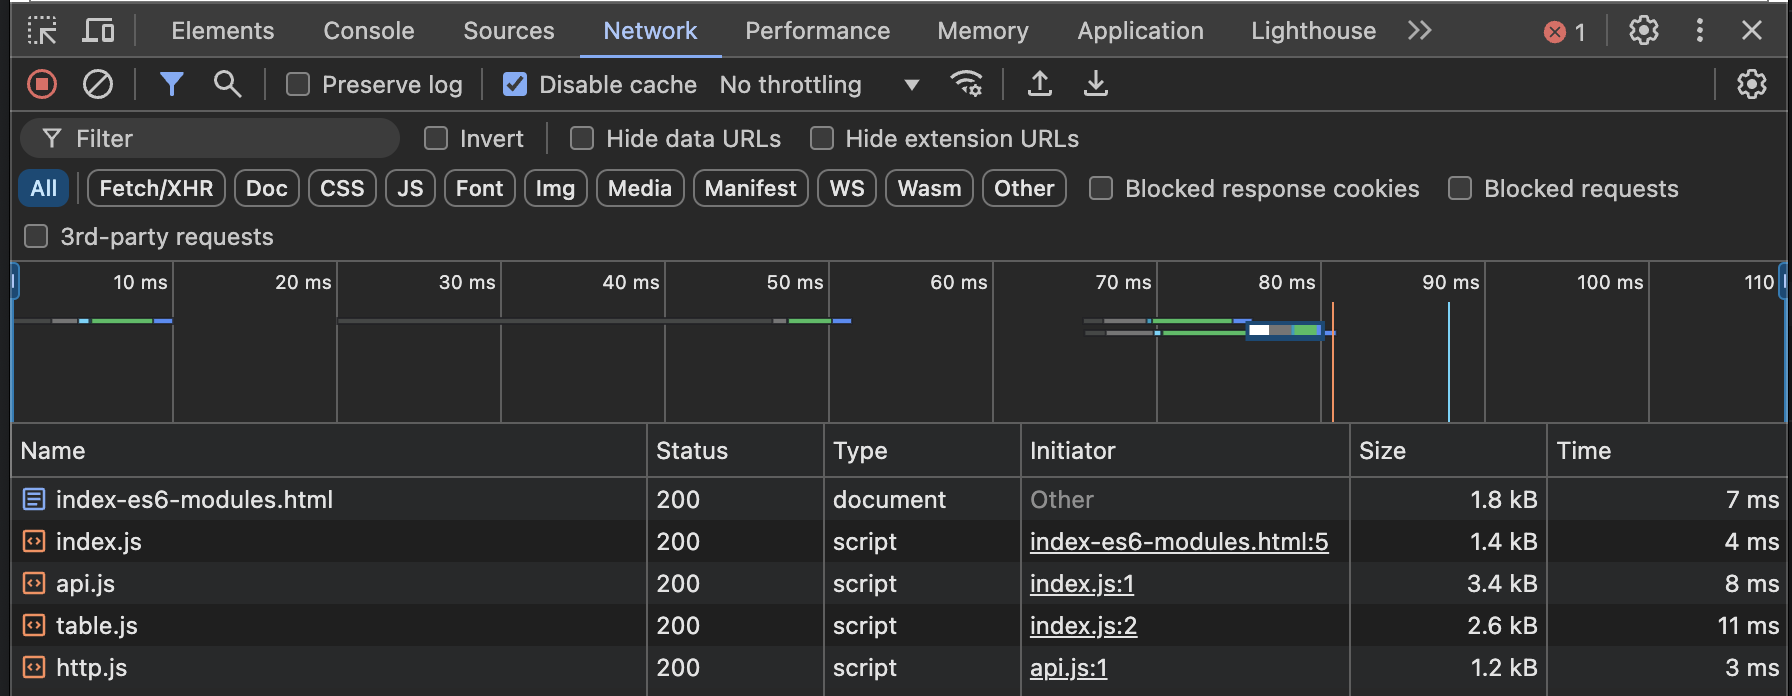 Elements Console Sources Network Performance Memory Application Lighthouse 1
Preserve log Disable cache No throttling
Filter Invert Hide data URLs Hide extension URLs
All Fetch/XHR Doc CSS JS Font Img Media Manifest WS Wasm Other Blocked response cookies Blocked requests
3rd-party requests
10 ms 20 ms 30 ms 40 ms 50 ms 60 ms 70 ms 80 ms 90 ms 100 ms 110
Name Status Type Initiator Size Time
index-es6-modules.html 200 document Other 1.8 kB 7 ms
index.js 200 script index-es6-modules.html:5 1.4 kB 4 ms
api.js 200 script index.js:1 3.4 kB 8 ms
table.js 200 script index.js:2 2.6 kB 11 ms
http.js 200 script api.js:1 1.2 kB 3 ms